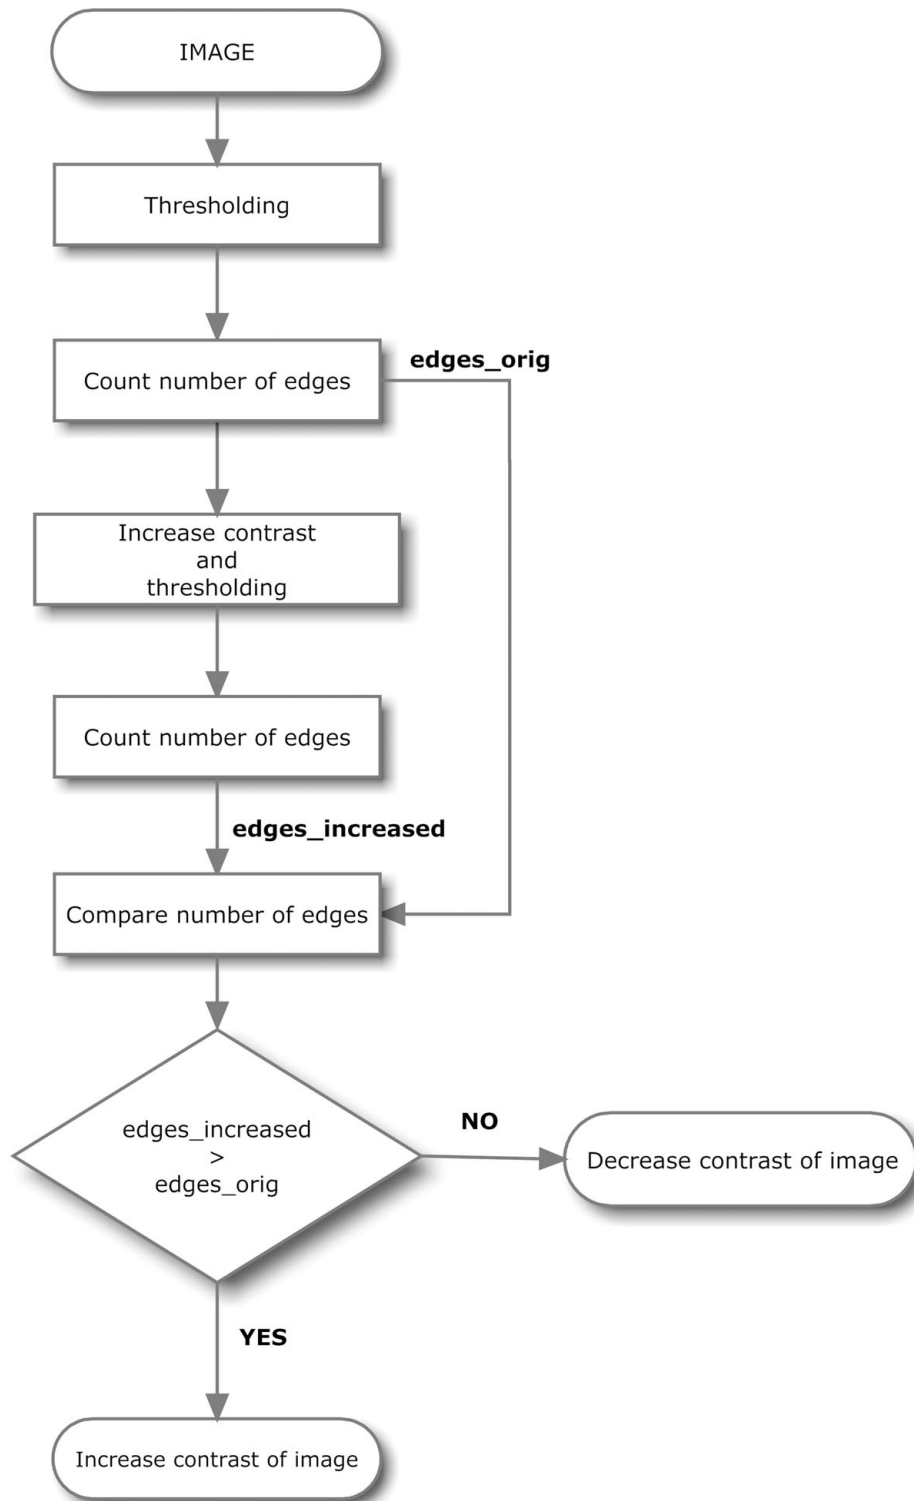 IMAGE
Thresholding
edges_orig
Count number of edges
Increase contrast
and
thresholding
Count number of edges
edges_increased
Compare number of edges
edges_increased
>
edges_orig
NO
Decrease contrast of image
YES
Increase contrast of image